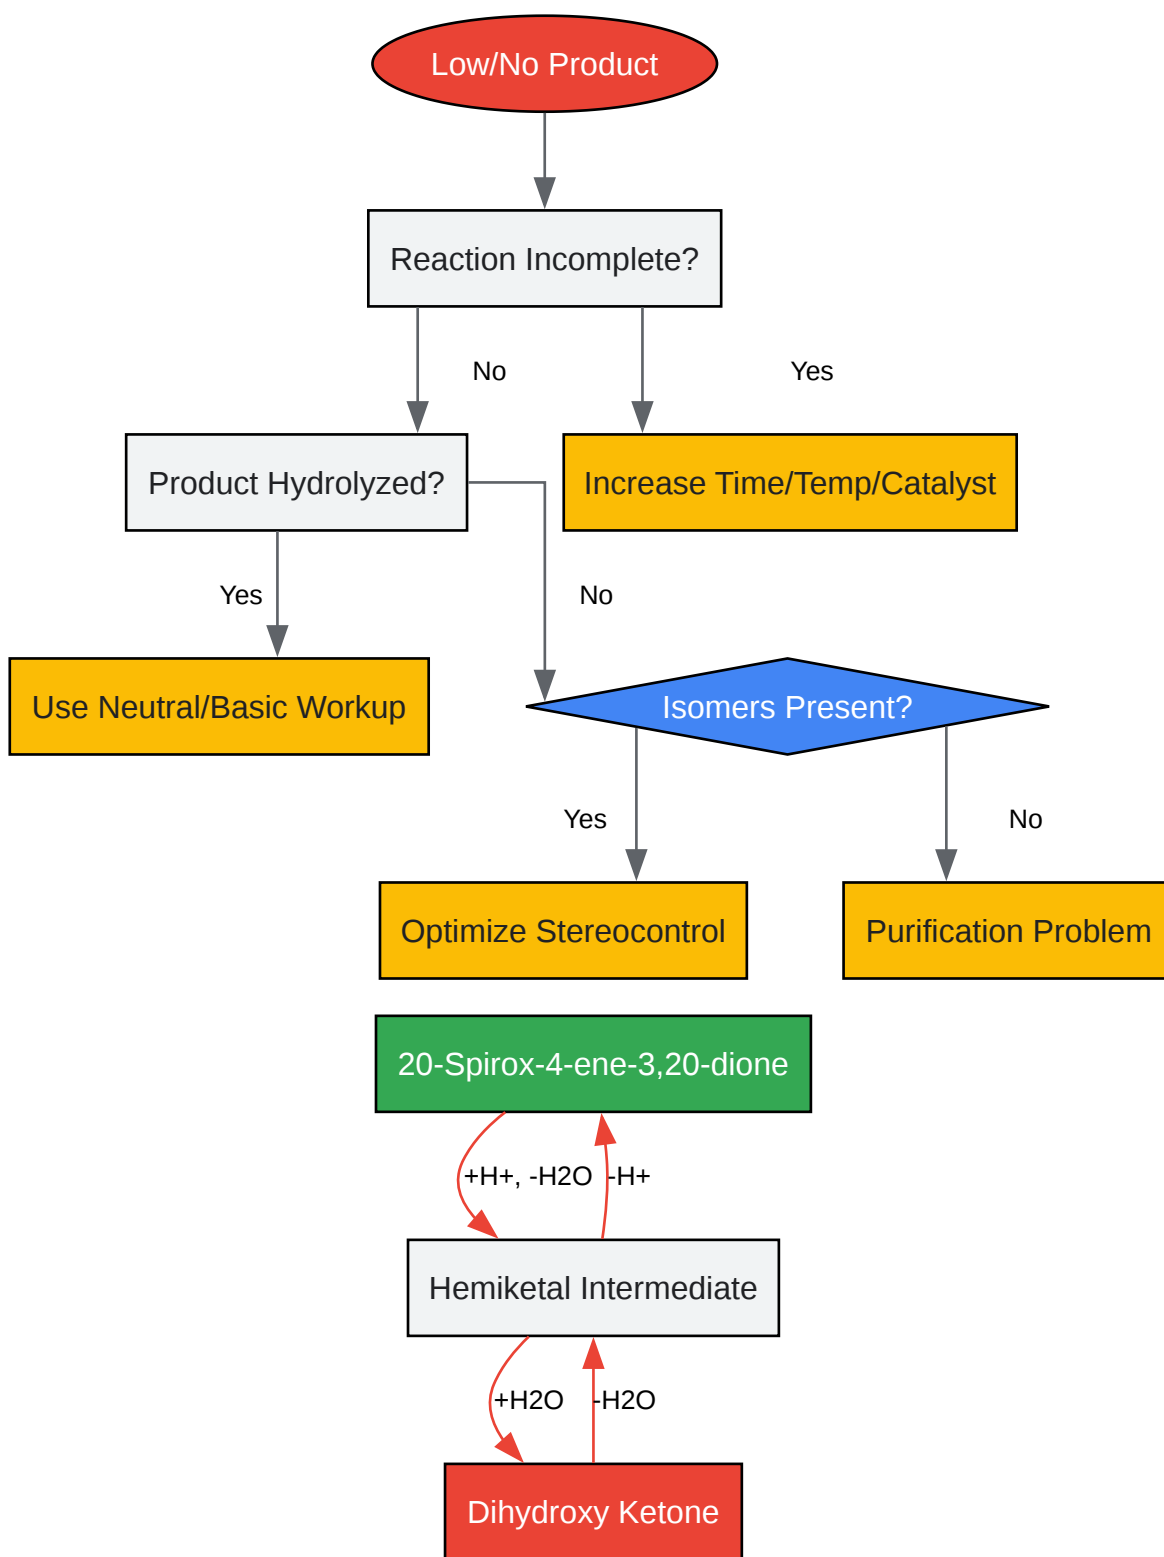 Low/No Product
Reaction Incomplete?
No
Yes
Product Hydrolyzed?
Increase Time/Temp/Catalyst
Yes
No
Use Neutral/Basic Workup
Isomers Present?
Yes
No
Optimize Stereocontrol
Purification Problem
20-Spirox-4-ene-3,20-dione
+H+, -H2O
-H+
Hemiketal Intermediate
+H2O
-H2O
Dihydroxy Ketone